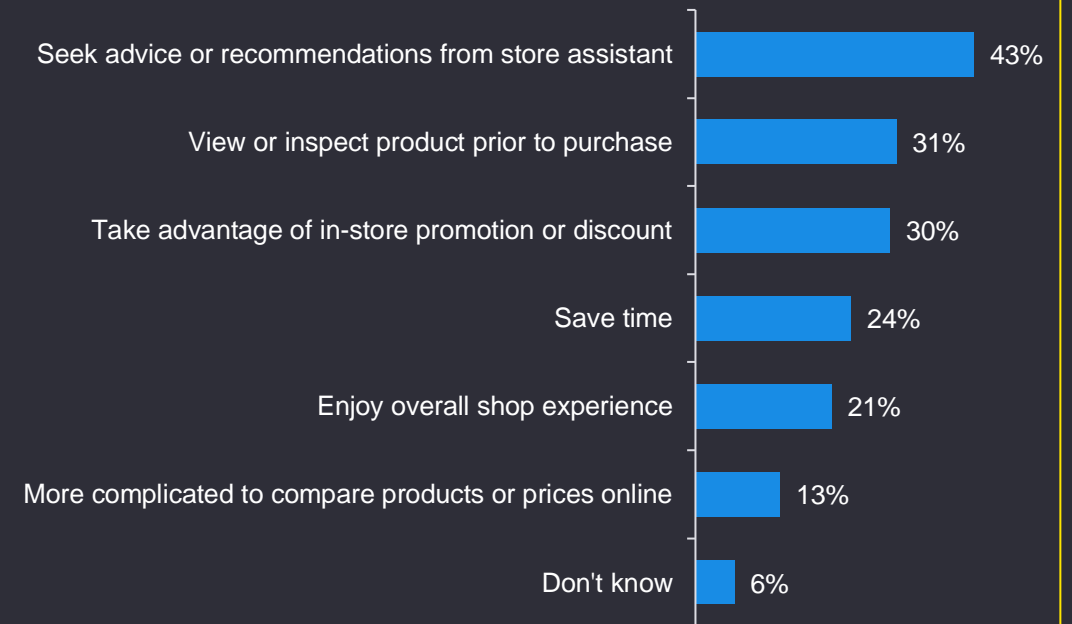 Seek advice or recommendations from store assistant 43%
View or inspect product prior to purchase 31%
Take advantage of in-store promotion or discount 30%
Save time 24%
Enjoy overall shop experience 21%
More complicated to compare products or prices online 13%
Don't know 6%